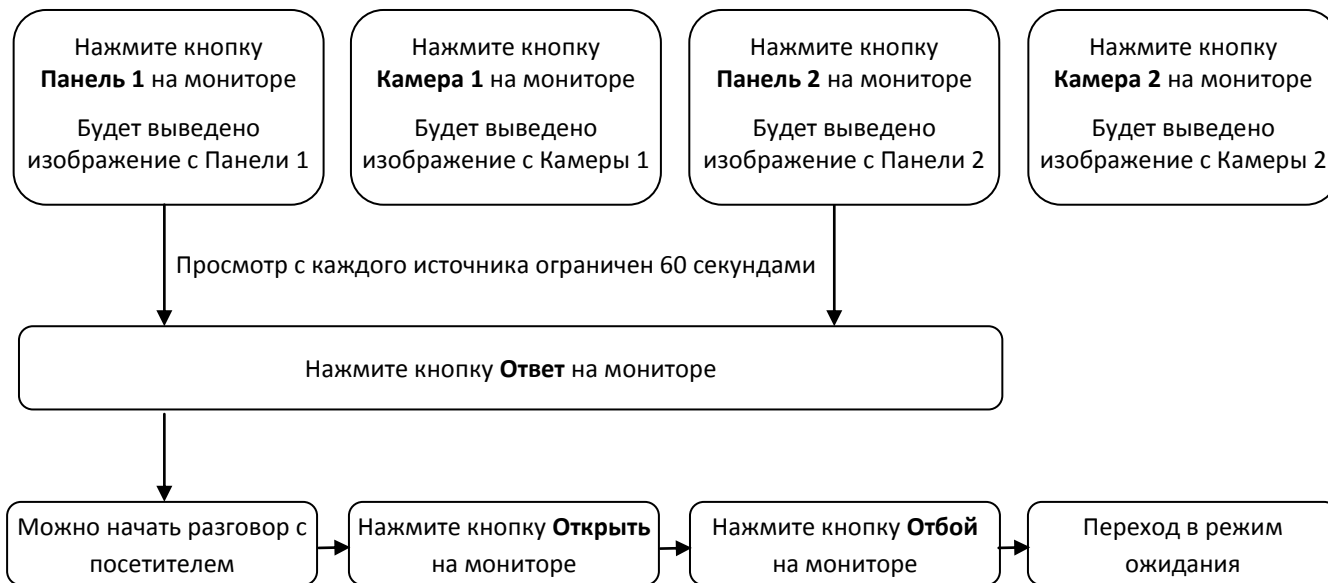 Нажмите кнопку
Панель 1 на мониторе
Будет выведено
изображение с Панели 1
Нажмите кнопку
Камера 1 на мониторе
Будет выведено
изображение с Камеры 1
Нажмите кнопку
Панель 2 на мониторе
Будет выведено
изображение с Панели 2
Нажмите кнопку
Камера 2 на мониторе
Будет выведено
изображение с Камеры 2
Просмотр с каждого источника ограничен 60 секундами
Нажмите кнопку Ответ на мониторе
Можно начать разговор с
посетителем
Нажмите кнопку Открыть
на мониторе
Нажмите кнопку Отбой
на мониторе
Переход в режим
ожидания